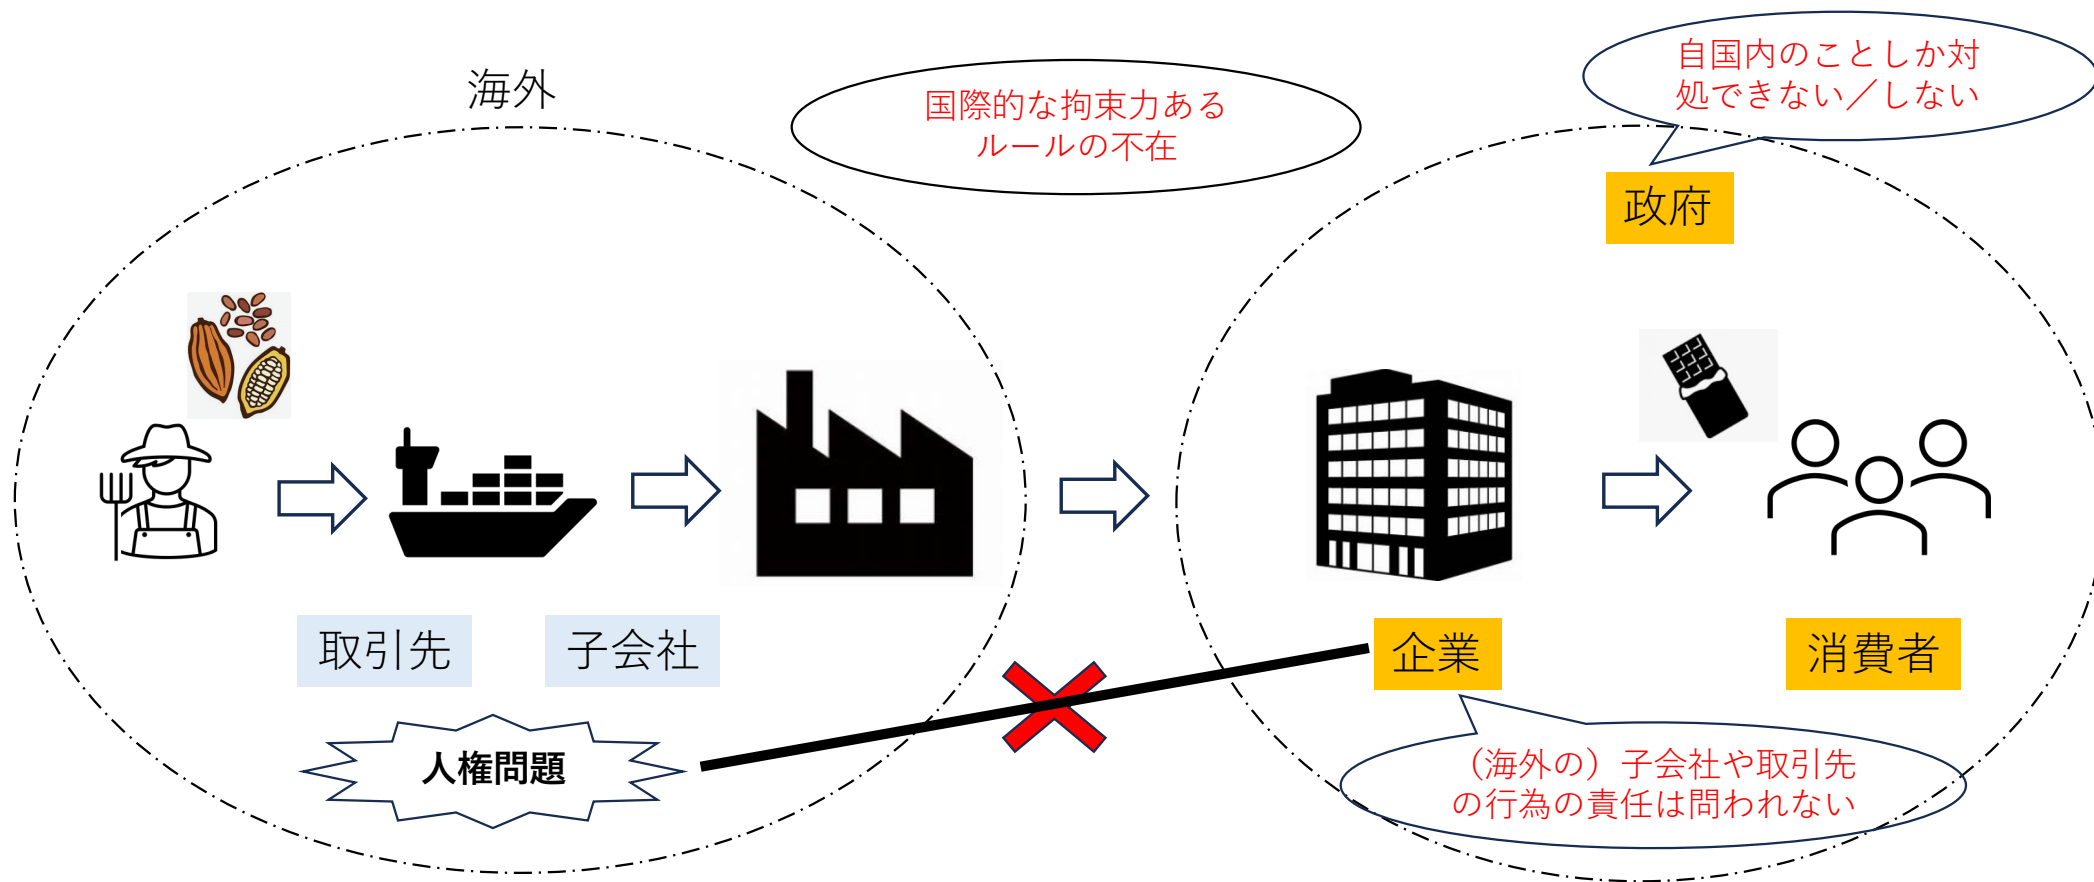 海外
国際的な拘束力ある
ルールの不在
自国内のことしか対
処できない／しない
政府
取引先
子会社
企業
消費者
人権問題
（海外の）子会社や取引先
の行為の責任は問われない